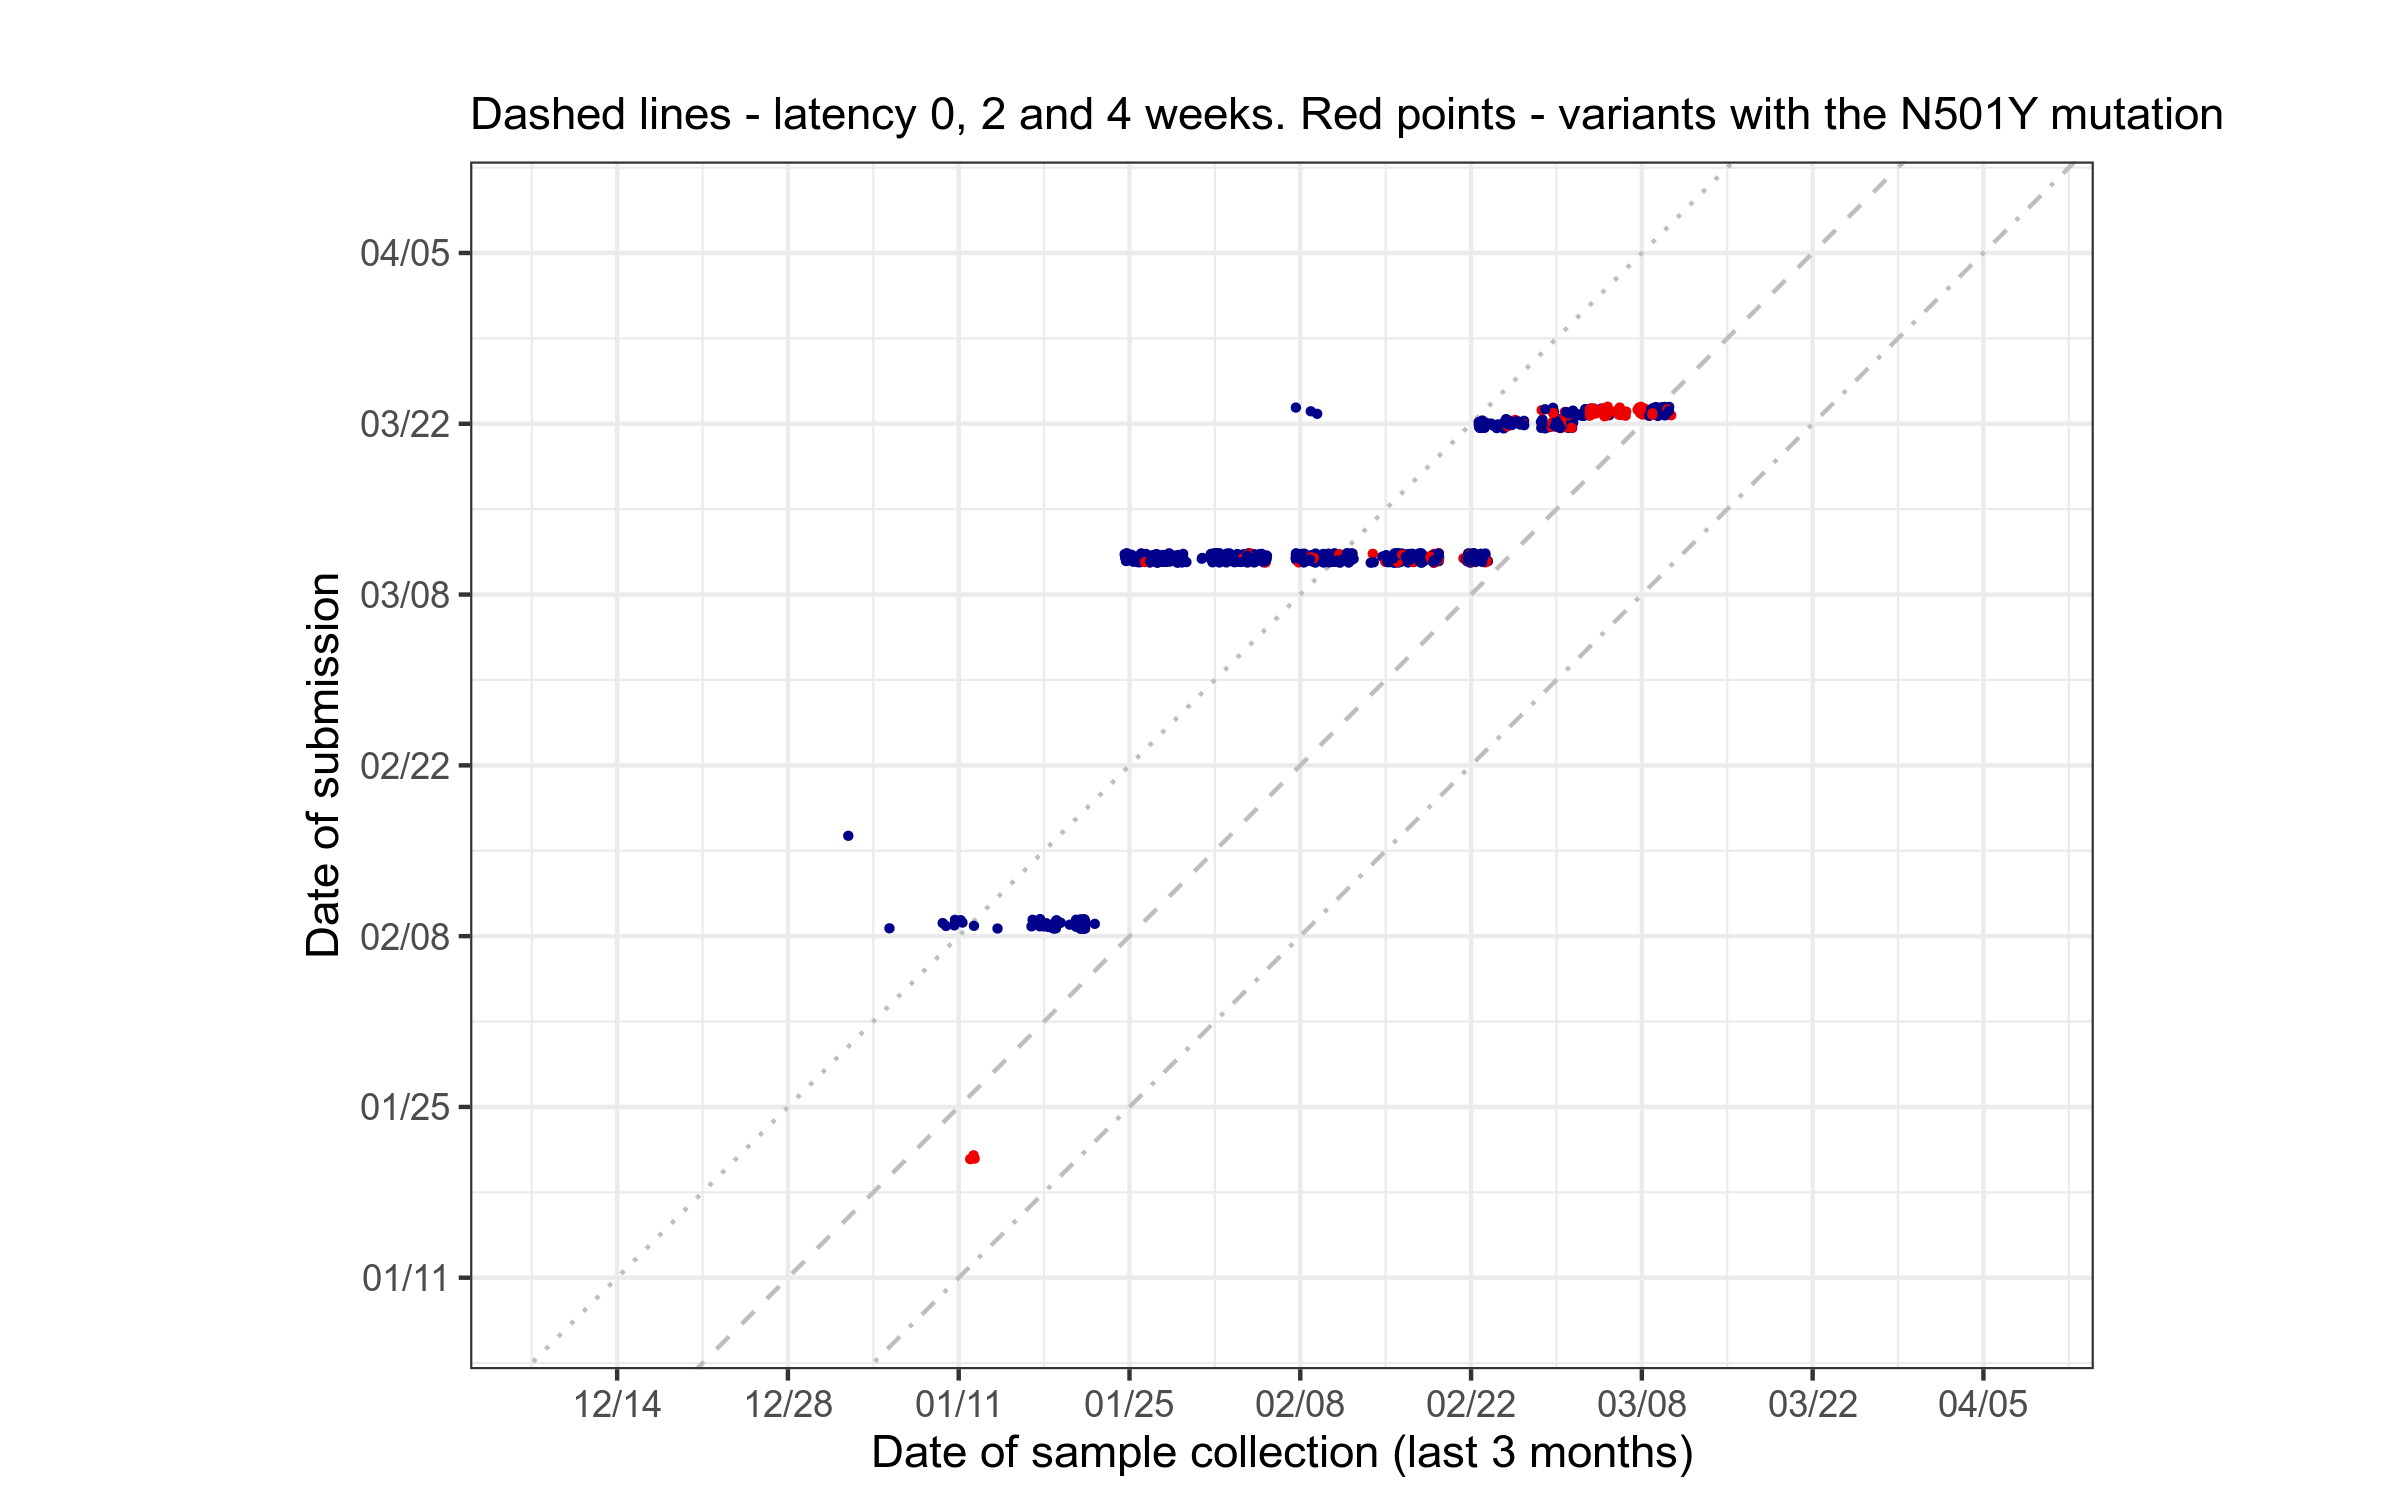 Dashed lines - latency 0, 2 and 4 weeks. Red points - variants with the N501Y mutation
Date of submission
04/05
03/22
03/08
02/22
02/08
01/25
01/11
12/14 12/28 01/11 01/25 02/08 02/22 03/08 03/22 04/05
Date of sample collection (last 3 months)